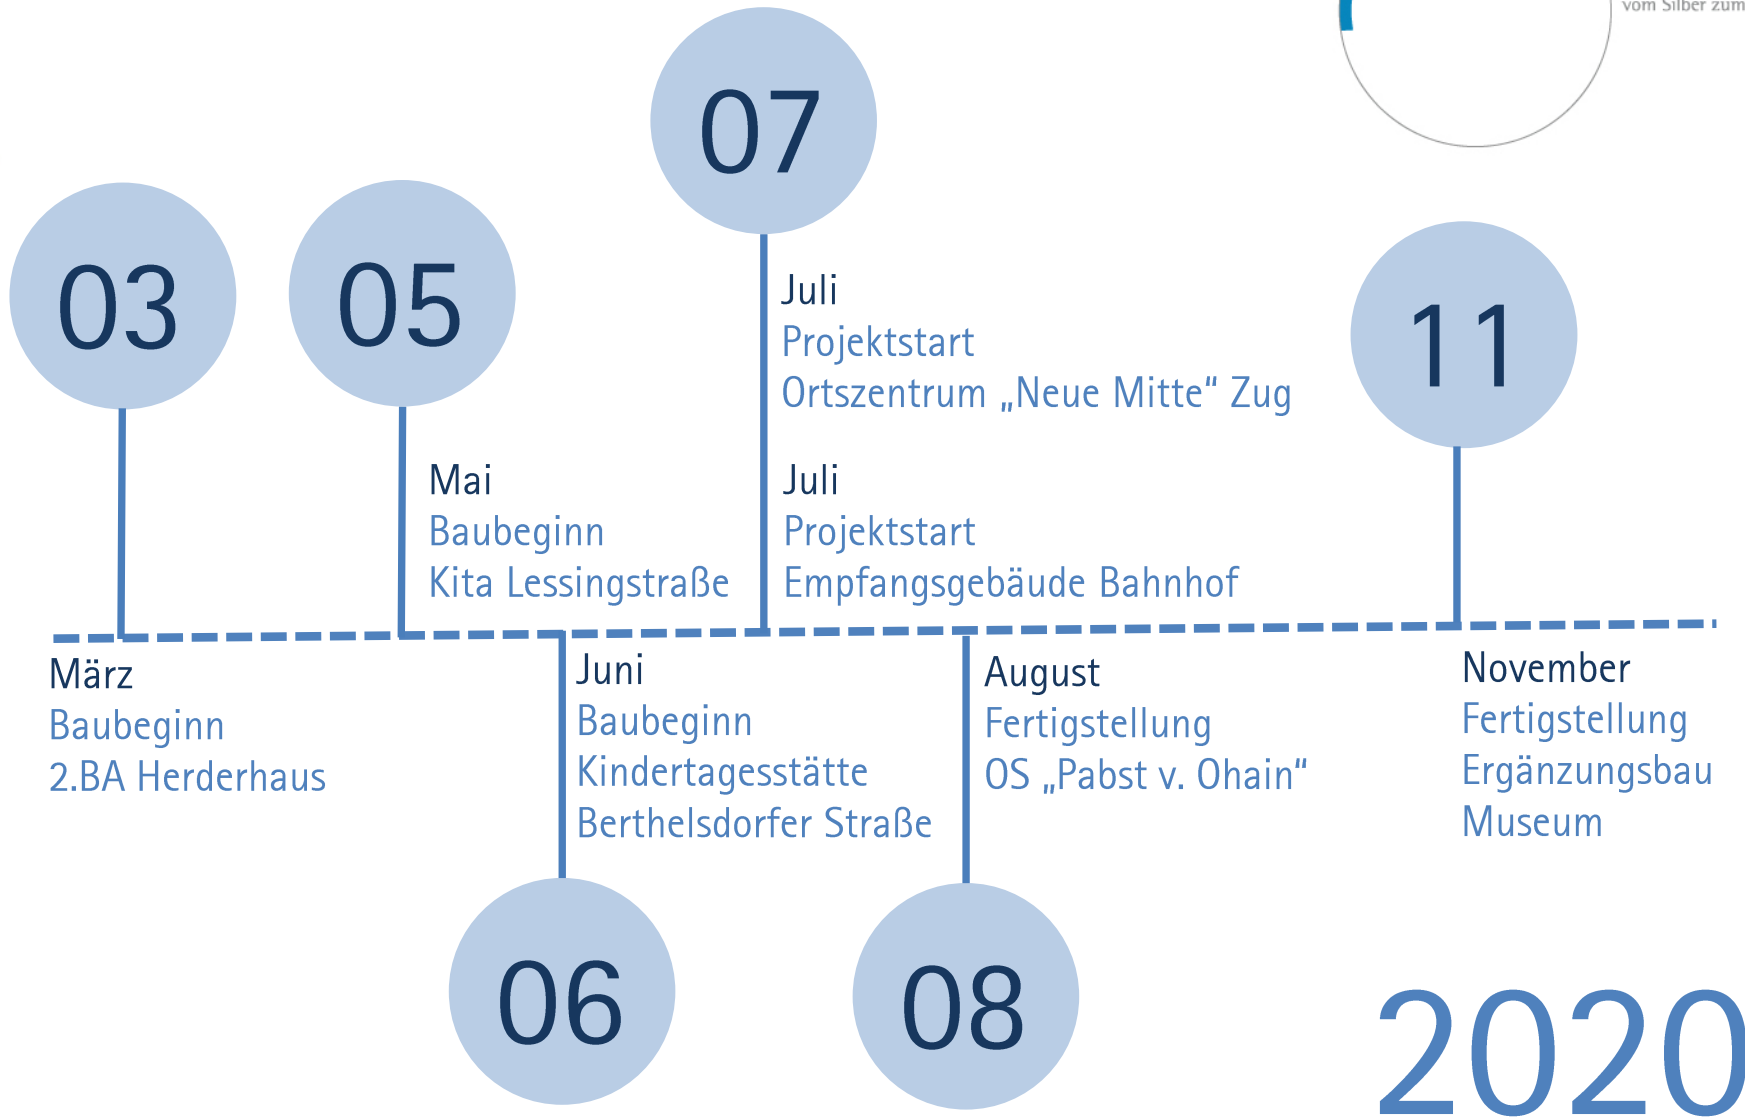 vom Silber zum
07
03
05
11
Juli
Projektstart
Ortszentrum „Neue Mitte“ Zug
Mai
Baubeginn
Kita Lessingstraße
Juli
Projektstart
Empfangsgebäude Bahnhof
März
Baubeginn
2.BA Herderhaus
Juni
Baubeginn
Kindertagesstätte
Berthelsdorfer Straße
August
Fertigstellung
OS „Pabst v. Ohain“
November
Fertigstellung
Ergänzungsbau
Museum
06
08
2020